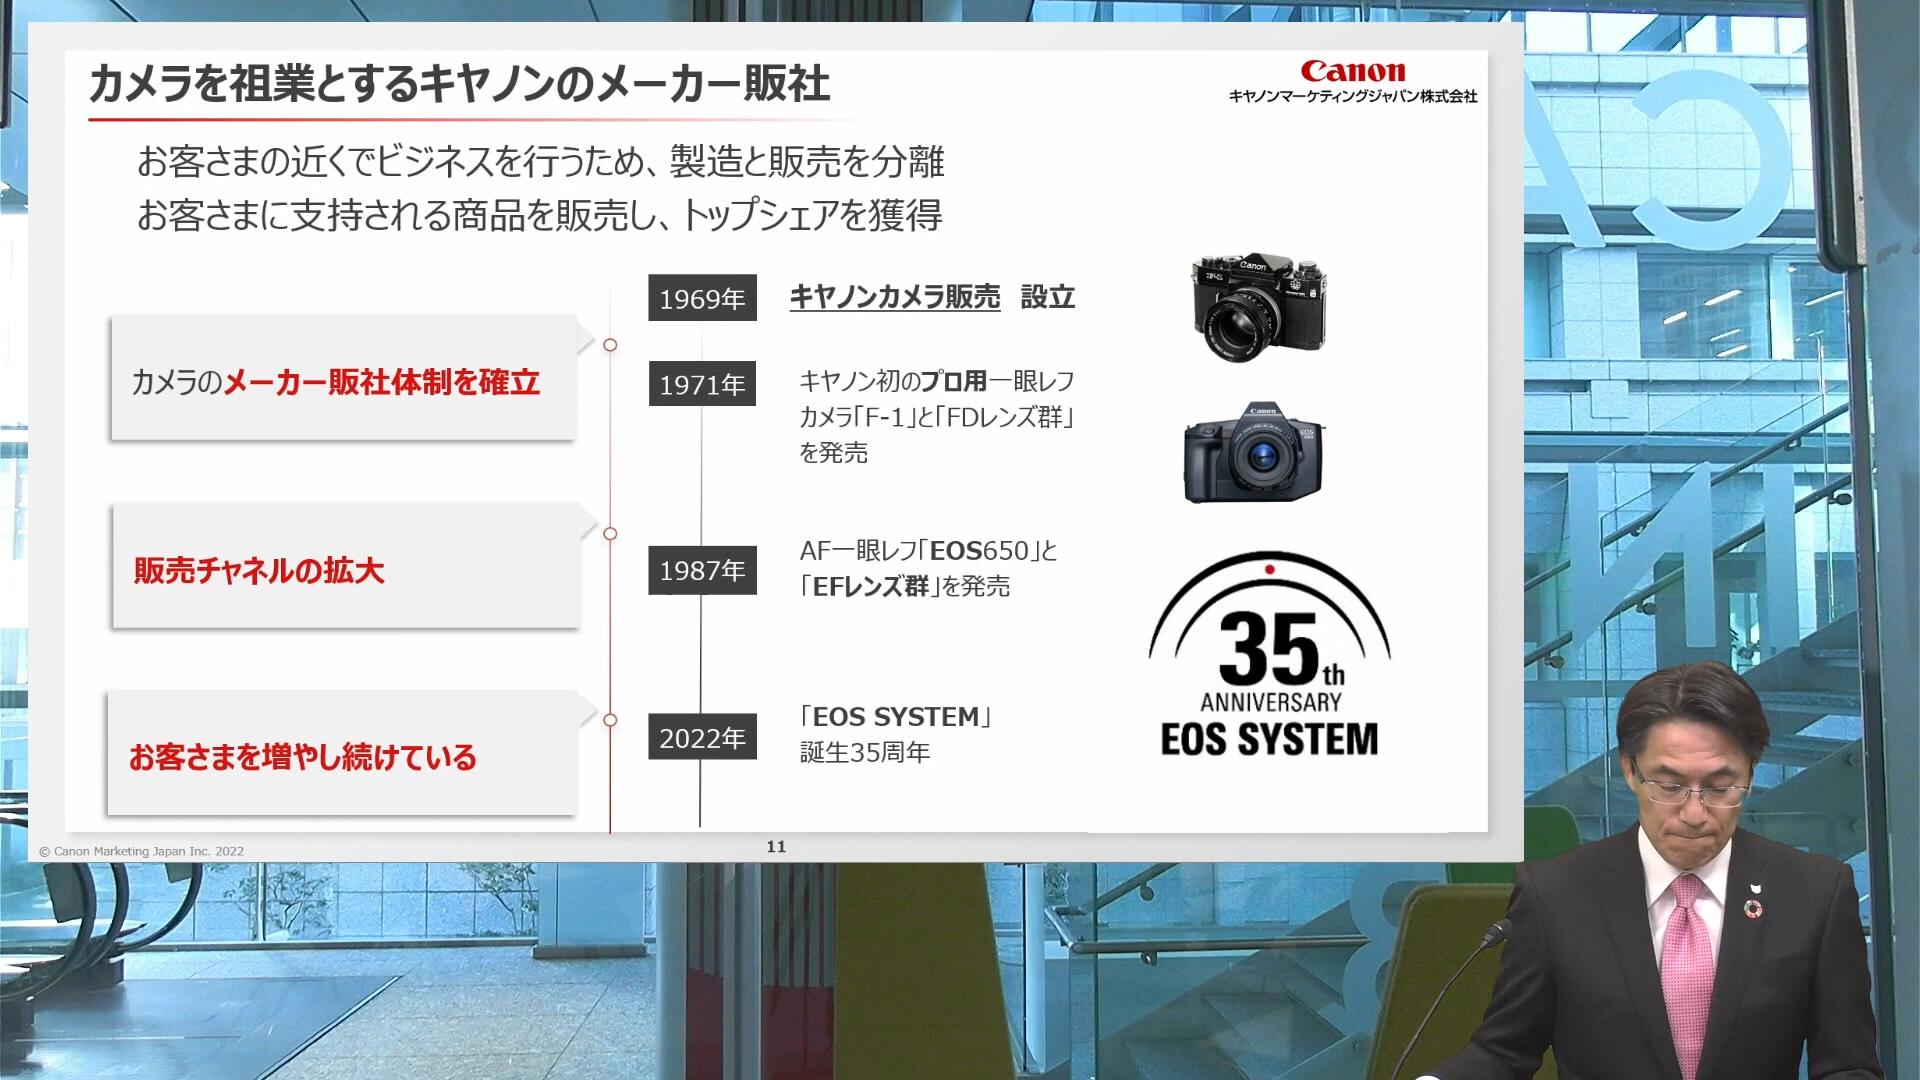 カメラを祖業とするキヤノンのメーカー販社
Canon
キヤノンマーケティングジャパン株式会社
お客さまの近くでビジネスを行うため、製造と販売を分離
お客さまに支持される商品を販売し、トップシェアを獲得
1969年
キヤノンカメラ販売 設立
カメラのメーカー販社体制を確立
1971年
キヤノン初のプロ用一眼レフ
カメラ「F-1」と「FDレンズ群」
を発売
Canon
Canon
EOS
販売チャネルの拡大
1987年
AF一眼レフ「EOS650」と
「EFレンズ群」を発売
35th
ANNIVERSARY
EOS SYSTEM
お客さまを増やし続けている
2022年
「EOS SYSTEM」
誕生35周年
© Canon Marketing Japan Inc. 2022
11